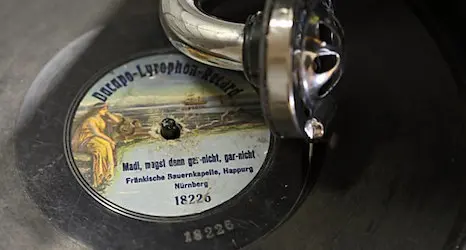 Dacapo-Lyrophon-Record
Madl, magst denn gar-nicht, gar-nicht
Fränkische Bauernkapelle, Happurg
Nürnberg
18226
18226